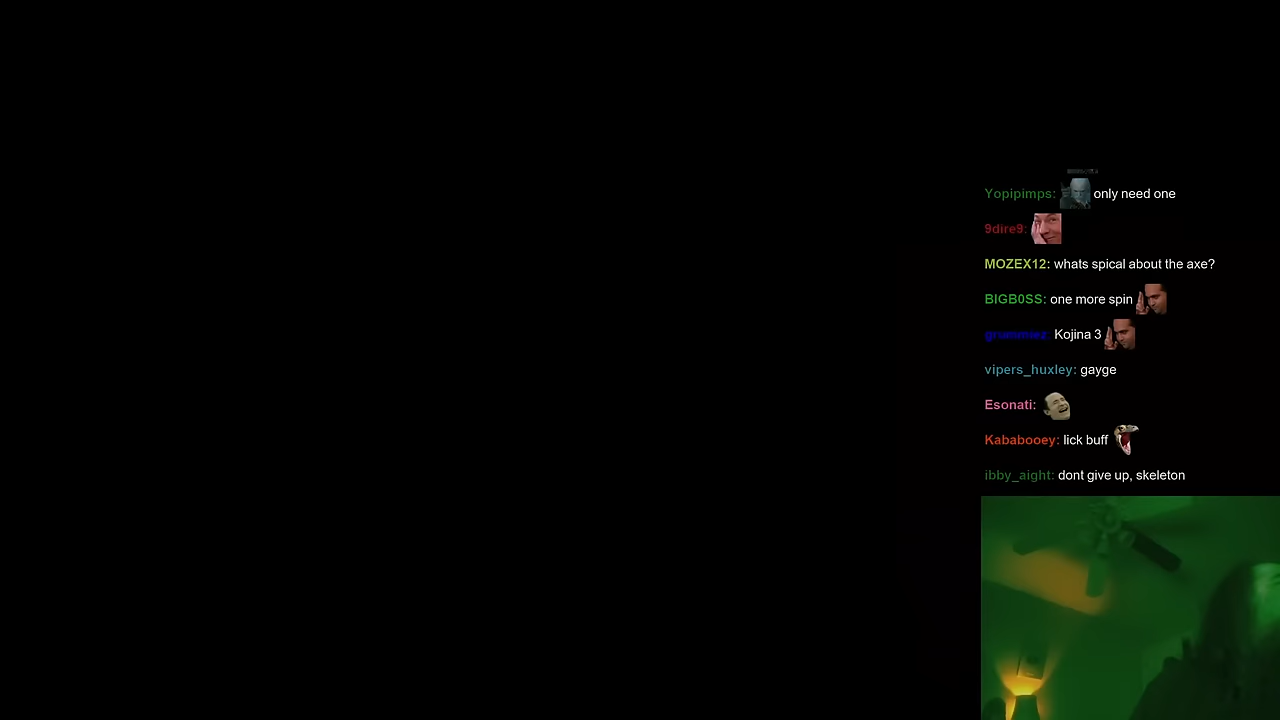 Yopipimps: only need one
9dire9:
MOZEX12: whats spical about the axe?
BIGB0SS: one more spin
grummiez: Kojina 3
vipers_huxley: gayge
Esonati:
Kababooey: lick buff
ibby_aight: dont give up, skeleton